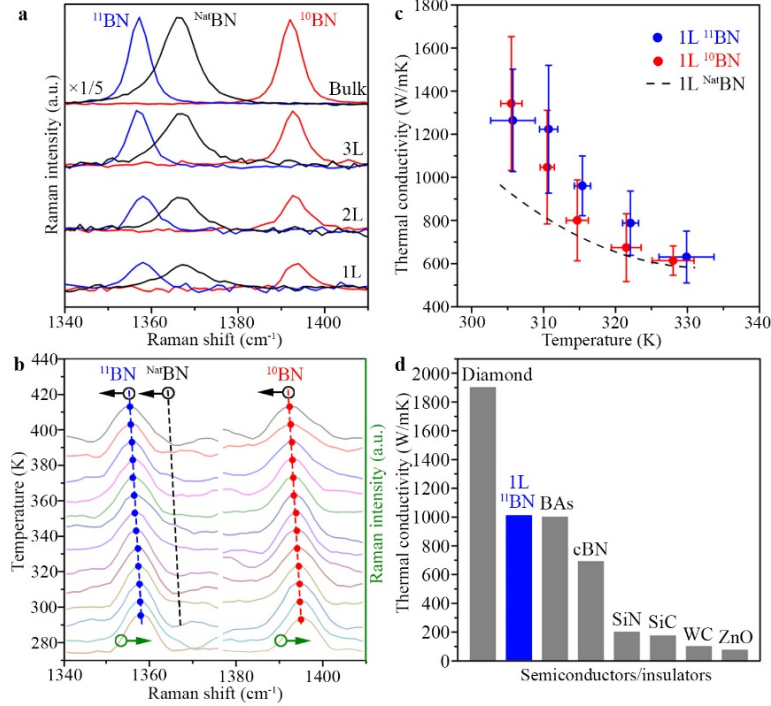 a
¹¹BN
ᴺᵃᵗBN
¹⁰BN
×1/5
Bulk
3L
2L
1L
Raman intensity (a.u.)
1340 1360 1380 1400
Raman shift (cm⁻¹)
c
1800
1600
1400
1200
1000
800
600
400
1L ¹¹BN
1L ¹⁰BN
1L ᴺᵃᵗBN
Thermal conductivity (W/mK)
300 310 320 330 340
Temperature (K)
b
440
420
400
380
360
340
320
300
280
¹¹BN
ᴺᵃᵗBN
¹⁰BN
Temperature (K)
Raman intensity (a.u.)
1340 1360 1380 1400
Raman shift (cm⁻¹)
d
2000
1800
1600
1400
1200
1000
800
600
400
200
0
Thermal conductivity (W/mK)
Diamond
1L
¹¹BN
BAs
cBN
SiN
SiC
WC
ZnO
Semiconductors/insulators